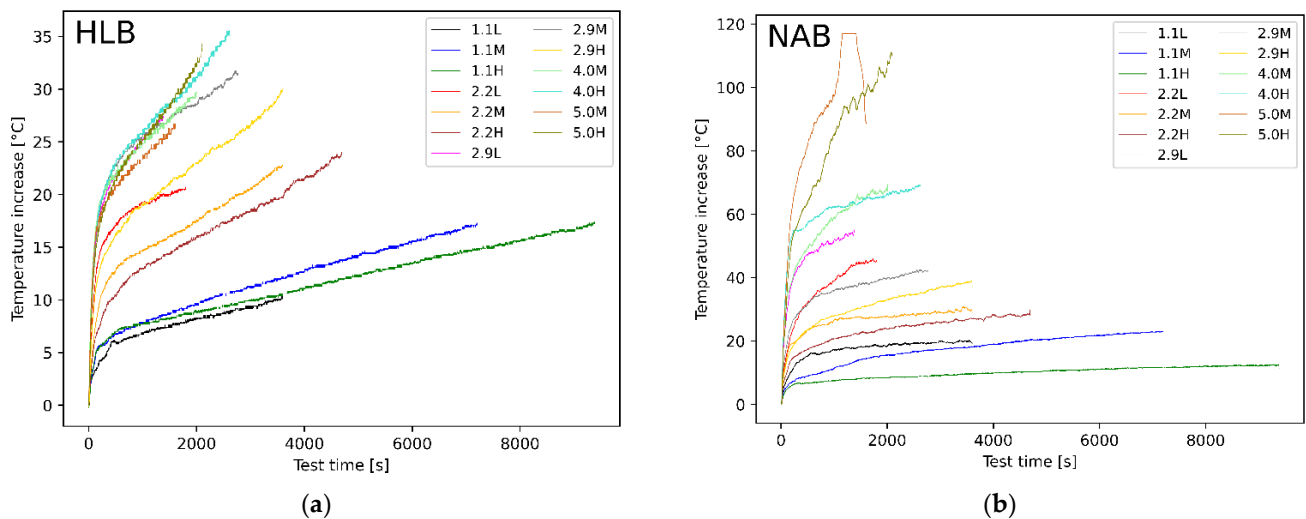 HLB
1.1L 2.9M
1.1M 2.9H
1.1H 4.0M
2.2L 4.0H
2.2M 5.0M
2.2H 5.0H
2.9L
Temperature increase [°C]
35
30
25
20
15
10
5
0
0 2000 4000 6000 8000
Test time [s]
(a)
NAB
1.1L 2.9M
1.1M 2.9H
1.1H 4.0M
2.2L 4.0H
2.2M 5.0M
2.2H 5.0H
2.9L
Temperature increase [°C]
120
100
80
60
40
20
0
0 2000 4000 6000 8000
Test time [s]
(b)